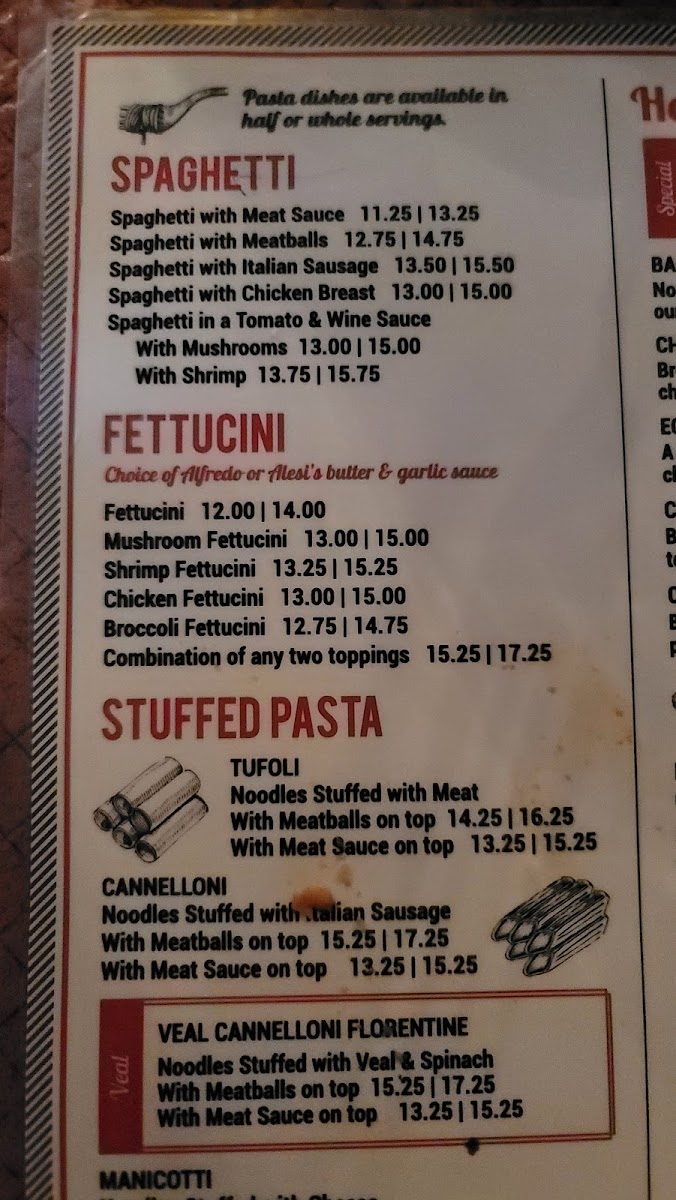 Pasta dishes are available in
half or whole servings.
SPAGHETTI
Spaghetti with Meat Sauce 11.25 | 13.25
Spaghetti with Meatballs 12.75 | 14.75
Spaghetti with Italian Sausage 13.50 | 15.50
Spaghetti with Chicken Breast 13.00 | 15.00
Spaghetti in a Tomato & Wine Sauce
With Mushrooms 13.00 | 15.00
With Shrimp 13.75 | 15.75
FETTUCINI
Choice of Alfredo or Alesi's butter & garlic sauce
Fettucini 12.00 | 14.00
Mushroom Fettucini 13.00 | 15.00
Shrimp Fettucini 13.25 | 15.25
Chicken Fettucini 13.00 | 15.00
Broccoli Fettucini 12.75 | 14.75
Combination of any two toppings 15.25 | 17.25
STUFFED PASTA
TUFOLI
Noodles Stuffed with Meat
With Meatballs on top 14.25 | 16.25
With Meat Sauce on top 13.25 | 15.25
CANNELLONI
Noodles Stuffed with Italian Sausage
With Meatballs on top 15.25 | 17.25
With Meat Sauce on top 13.25 | 15.25
Veal
VEAL CANNELLONI FLORENTINE
Noodles Stuffed with Veal & Spinach
With Meatballs on top 15.25 | 17.25
With Meat Sauce on top 13.25 | 15.25
MANICOTTI
Noodles Stuffed with Cheese
Special